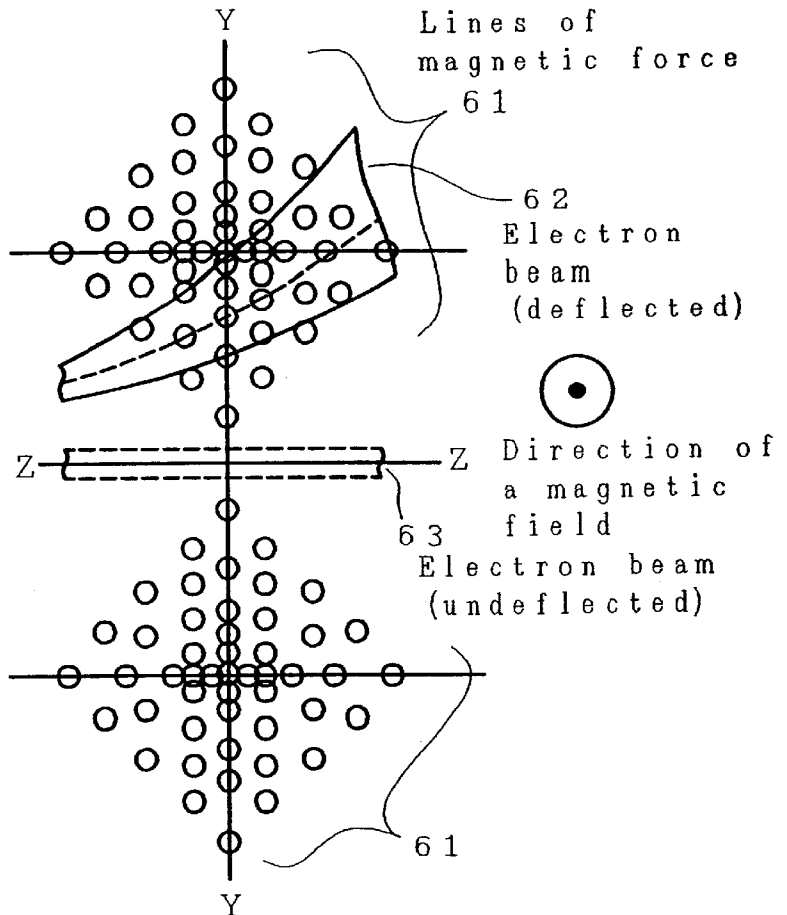 Y
Lines of
magnetic force
61
62
Electron
beam
(deflected)
Z
Z
Direction of
a magnetic
field
63
Electron beam
(undeflected)
61
Y